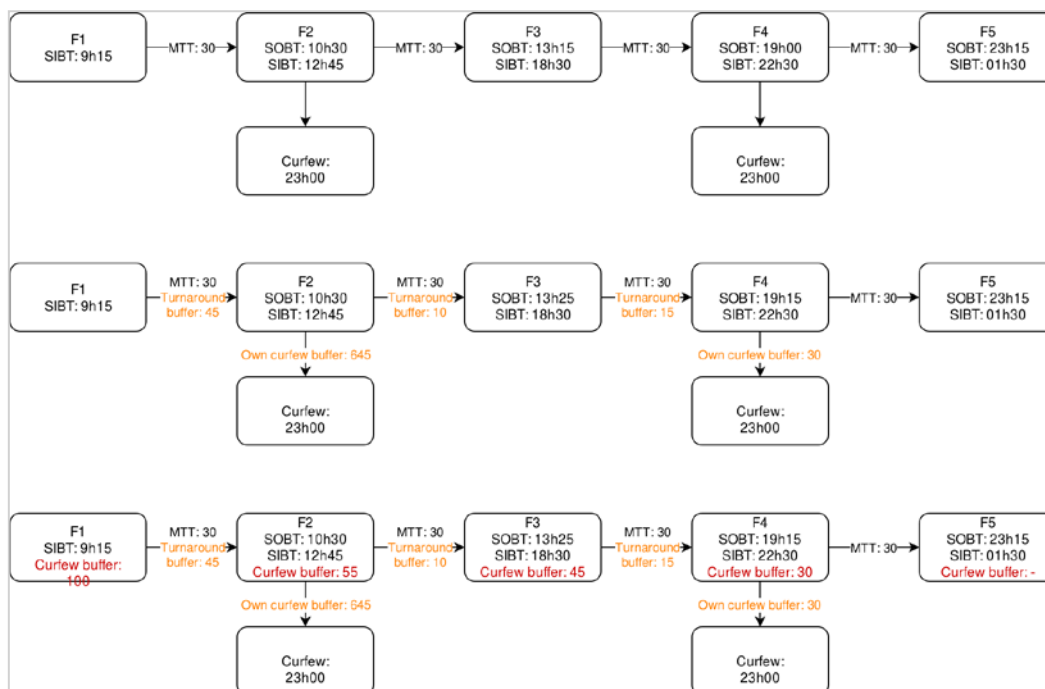 F1
SIBT: 9h15
MTT: 30
F2
SOBT: 10h30
SIBT: 12h45
MTT: 30
F3
SOBT: 13h15
SIBT: 18h30
MTT: 30
F4
SOBT: 19h00
SIBT: 22h30
MTT: 30
F5
SOBT: 23h15
SIBT: 01h30
Curfew:
23h00
Curfew:
23h00
F1
SIBT: 9h15
MTT: 30
Turnaround
buffer: 45
F2
SOBT: 10h30
SIBT: 12h45
MTT: 30
Turnaround
buffer: 10
F3
SOBT: 13h25
SIBT: 18h30
MTT: 30
Turnaround
buffer: 15
F4
SOBT: 19h15
SIBT: 22h30
MTT: 30
F5
SOBT: 23h15
SIBT: 01h30
Own curfew buffer: 645
Own curfew buffer: 30
Curfew:
23h00
Curfew:
23h00
F1
SIBT: 9h15
Curfew buffer:
100
MTT: 30
Turnaround
buffer: 45
F2
SOBT: 10h30
SIBT: 12h45
Curfew buffer: 55
MTT: 30
Turnaround
buffer: 10
F3
SOBT: 13h25
SIBT: 18h30
Curfew buffer: 45
MTT: 30
Turnaround
buffer: 15
F4
SOBT: 19h15
SIBT: 22h30
Curfew buffer: 30
MTT: 30
F5
SOBT: 23h15
SIBT: 01h30
Curfew buffer: -
Own curfew buffer: 645
Own curfew buffer: 30
Curfew:
23h00
Curfew:
23h00